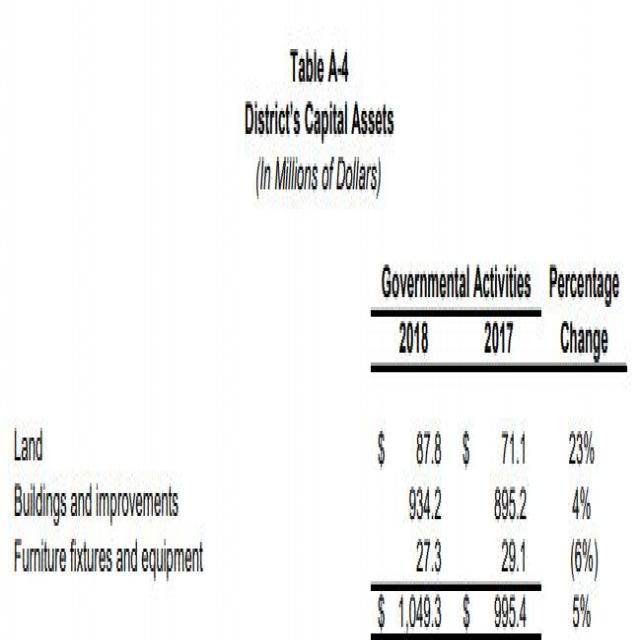 Table A-4
District's Capital Assets
(In Millions of Dollars)
Governmental Activities Percentage
2018 2017 Change
Land $ 87.8 $ 71.1 23%
Buildings and improvements 934.2 895.2 4%
Furniture fixtures and equipment 27.3 29.1 (6%)
$ 1,049.3 $ 995.4 5%